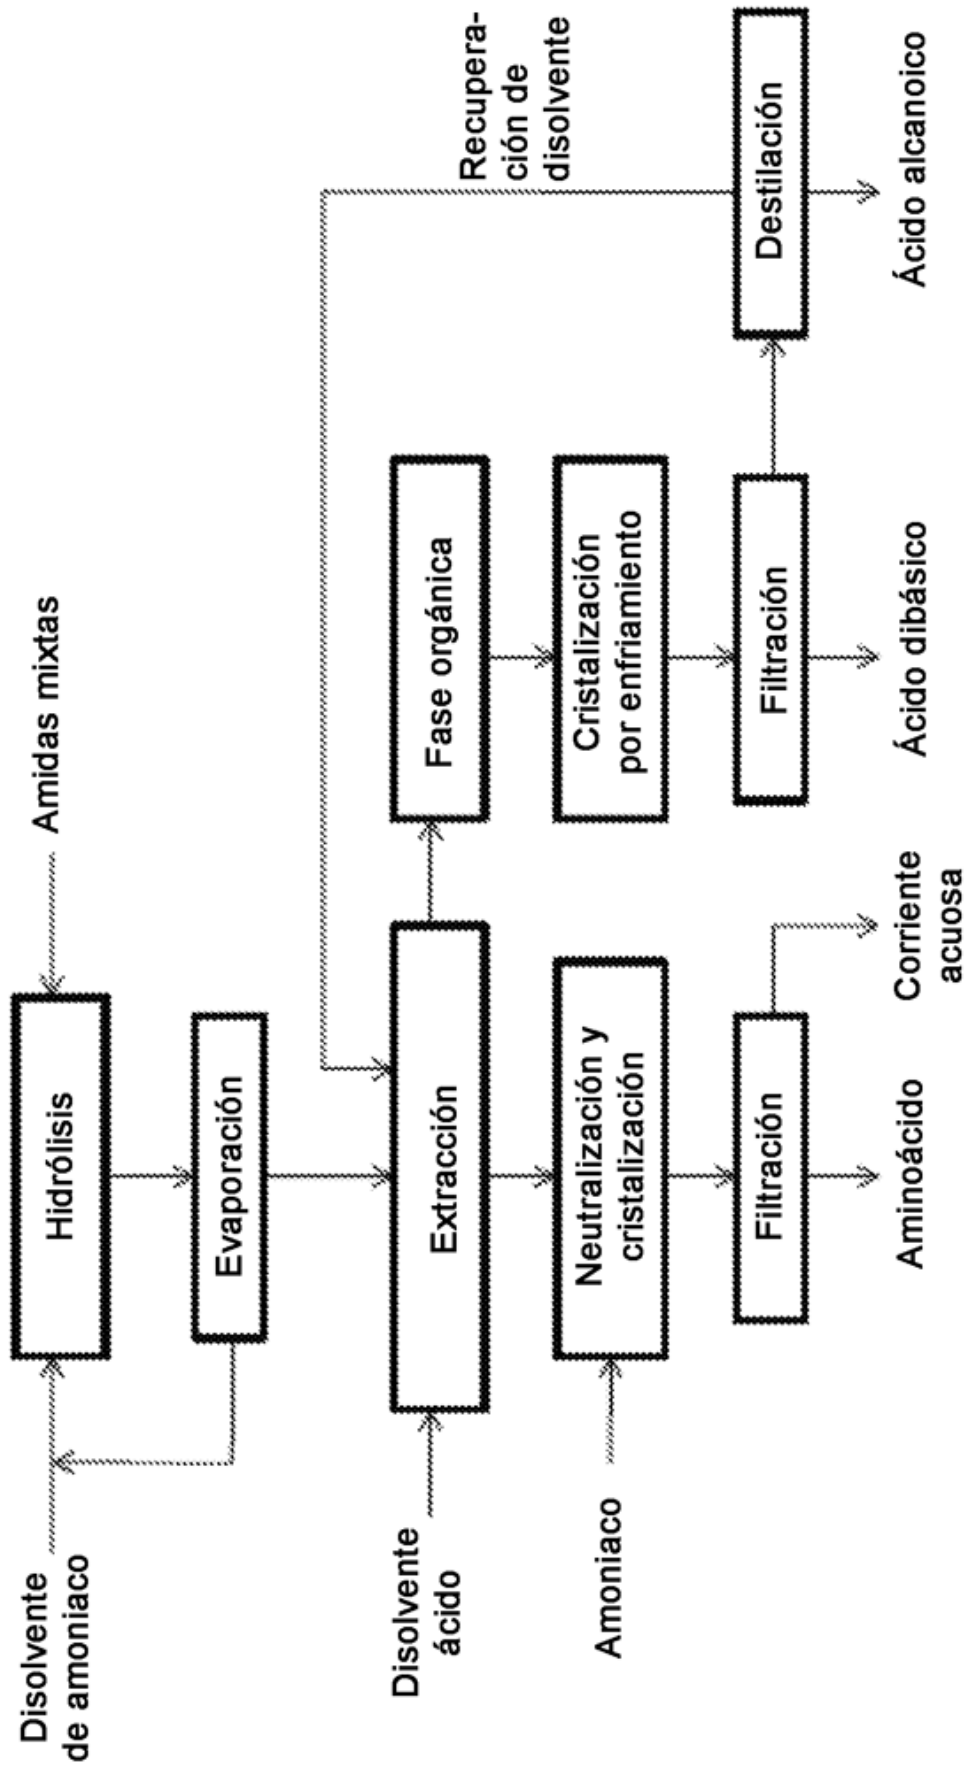 Disolvente
de amoniaco
Hidrólisis
Amidas mixtas
Evaporación
Recupera-
ción de
disolvente
Disolvente
ácido
Extracción
Fase orgánica
Amoniaco
Neutralización y
cristalización
Cristalización
por enfriamiento
Filtración
Filtración
Destilación
Aminoácido
Corriente
acuosa
Ácido dibásico
Ácido alcanoico